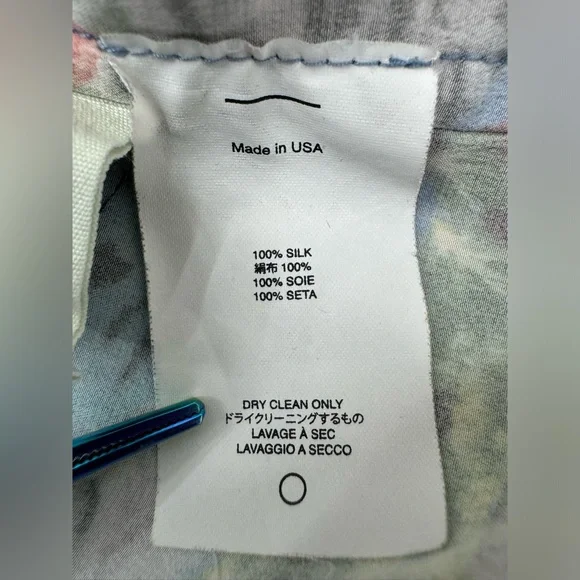 Made in USA
100% SILK
絹布 100%
100% SOIE
100% SETA
DRY CLEAN ONLY
ドライクリーニングするもの
LAVAGE À SEC
LAVAGGIO A SECCO